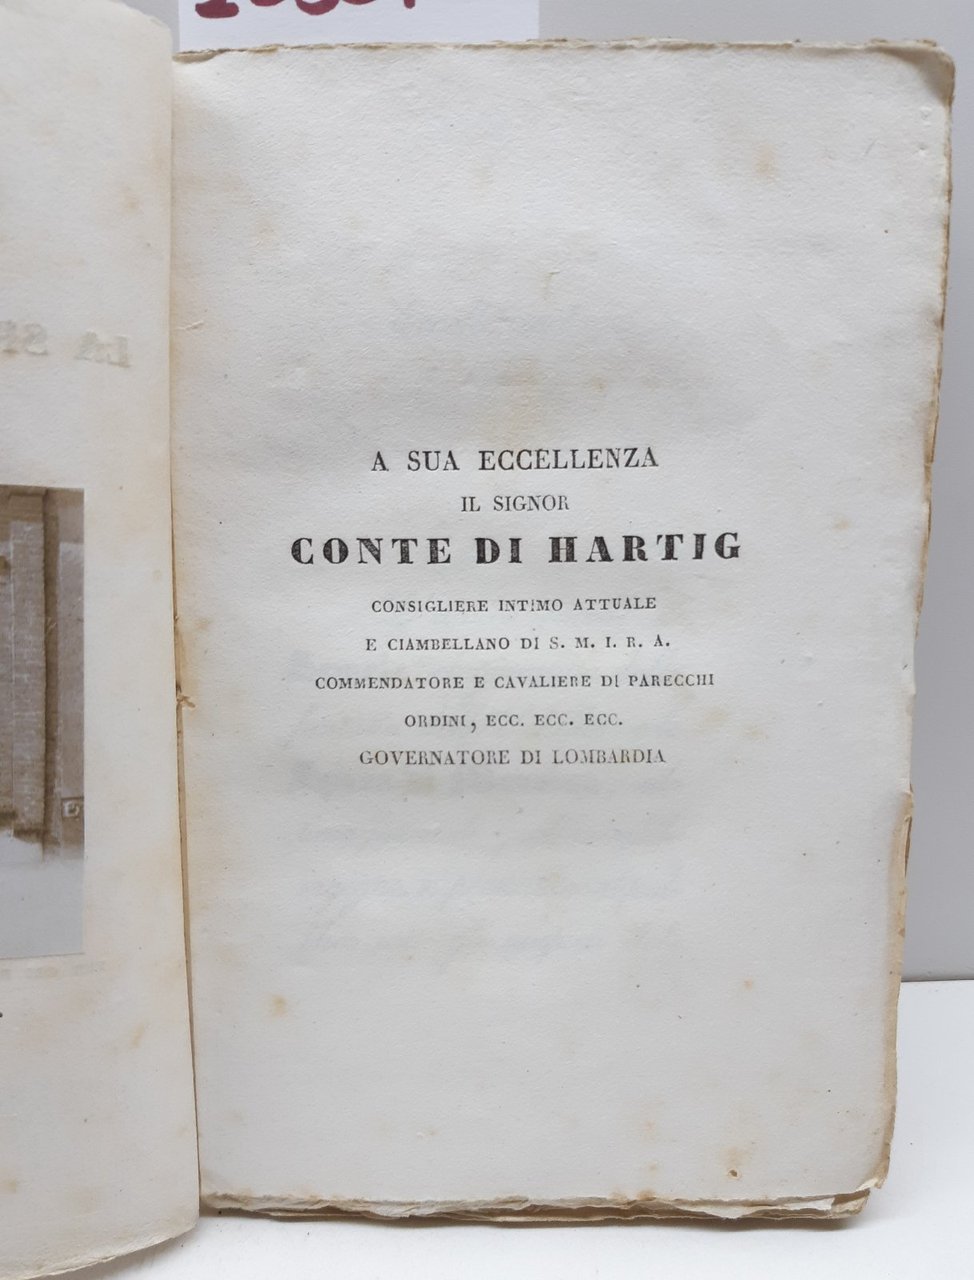 A SUA ECCELLENZA
IL SIGNOR
CONTE DI HARTIG
CONSIGLIERE INTIMO ATTUALE
E CIAMBELLANO DI S. M. I. R. A.
COMMENDATORE E CAVALIERE DI PARECCHI
ORDINI, ECC. ECC. ECC.
GOVERNATORE DI LOMBARDIA